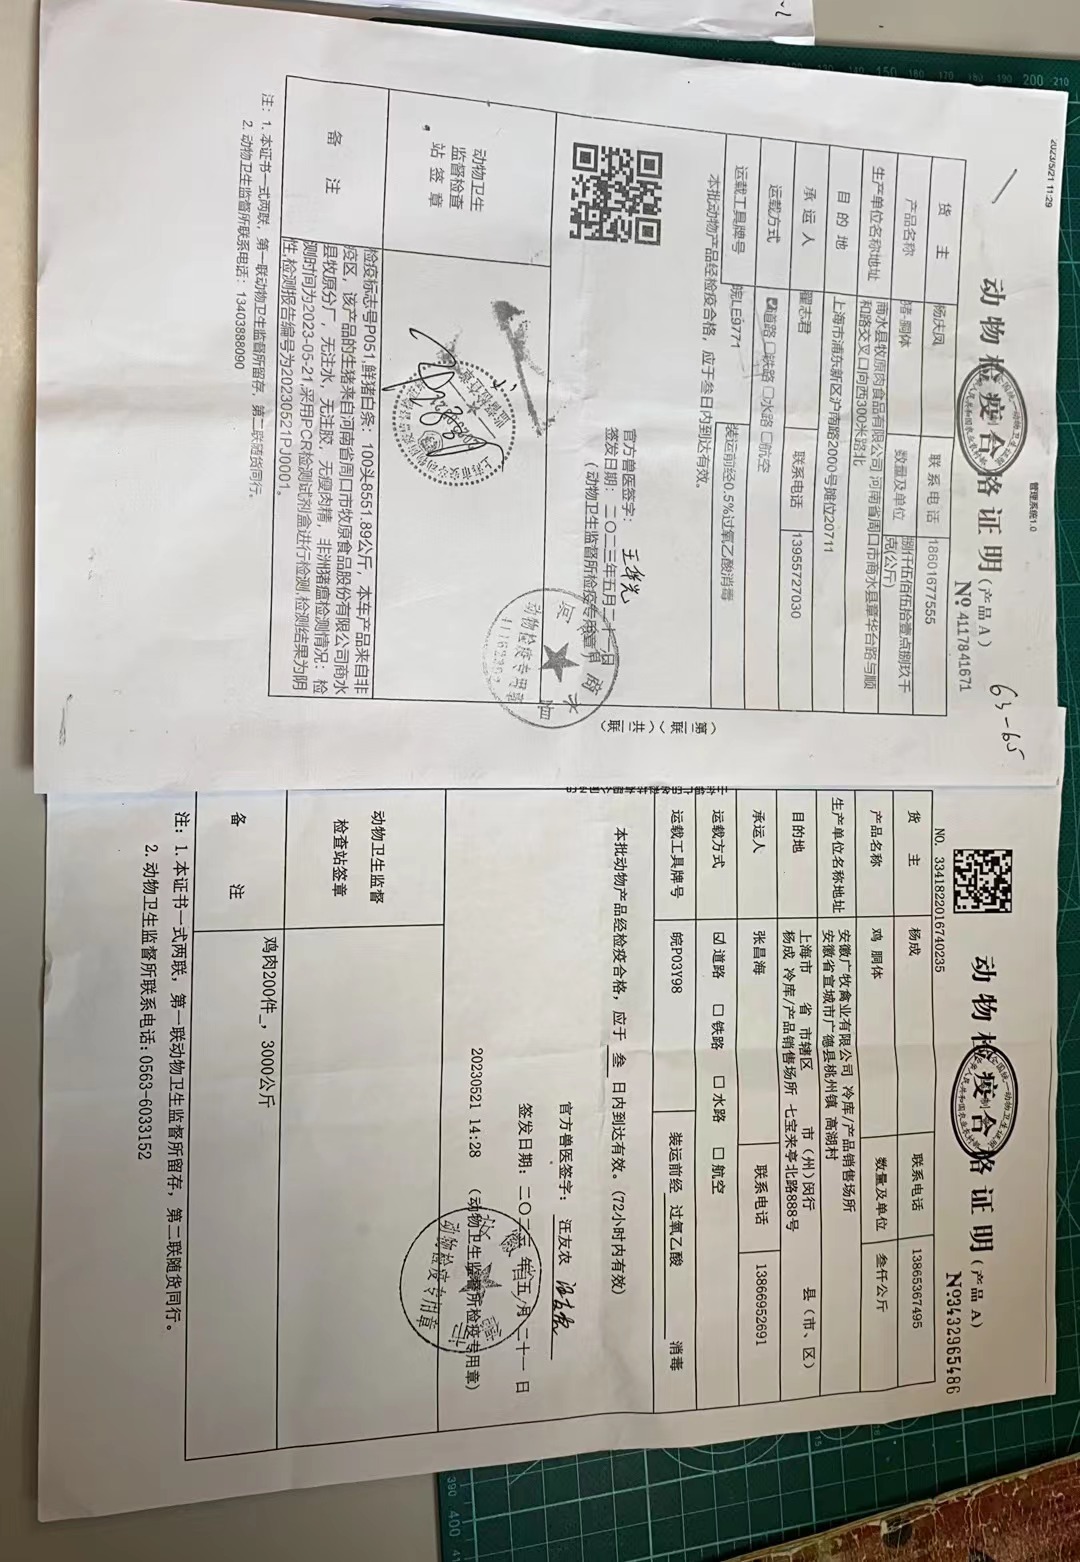 2023/5/21 11:29
管理系统1.0
动物检疫合格证明(产品 A)
№ 4117841671
63-65
货 主 杨庆凤 联系电话 18601677555
产品名称 猪-胴体 数量及单位 捌仟伍佰伍拾壹点捌玖千克(公斤)
生产单位名称地址 商水县牧原肉食品有限公司,河南省周口市商水县章华台路与顺
和路交叉口向西300米路北
目的地 上海市浦东新区沪南路2000号摊位20711
承运人 翟志君 联系电话 13955727030
运载方式 ☑道路 □铁路 □水路 □航空
运载工具牌号 皖LE9771 装运前经0.5%过氧乙酸消毒
本批动物产品经检疫合格,应于叁日内到达有效。
官方兽医签字:
签发日期:二〇二三年五月二十一日
(动物卫生监督所检疫专用章)
动物卫生
监督检查
站签章
备 注
检疫标志号P051,鲜猪白条:100头8551.89公斤,本车产品来自非
疫区,该产品的生猪来自河南省周口市牧原食品股份有限公司商水
县牧原分厂,无注水,无注胶,无瘦肉精,非洲猪瘟检测情况:检
测时间为2023-05-21,采用PCR检测试剂盒进行检测,检测结果为阴
性,检测报告编号为20230521PJ0001。
注:1. 本证书一式两联,第一联动物卫生监督所留存,第二联随货同行。
2. 动物卫生监督所联系电话:13403888090
第 联 共 联
动物检疫合格证明(产品 A)
NO. 3341822016740235
№3432965486
货 主 杨成 联系电话 13865367495
产品名称 鸡 胴体 数量及单位 叁仟公斤
生产单位名称地址 安徽广牧禽业有限公司 冷库/产品销售场所
安徽省宣城市广德县桃州镇 高湖村
目的地 上海市 省 市辖区 市(州)闵行 县(市、区)
杨成 冷库/产品销售场所 七宝来亭北路888号
承运人 张昌海 联系电话 13866952691
运载方式 ☑道路 □铁路 □水路 □航空
运载工具牌号 皖P03Y98 装运前经 过氧乙酸 消毒
本批动物产品经检疫合格,应于 叁 日内到达有效。(72小时内有效)
官方兽医签字:汪友农
签发日期:二〇二三年五月二十一日
20230521 14:28 (动物卫生监督所检疫专用章)
动物检疫专用章
动物卫生监督
检查站签章
备 注 鸡肉200件_,3000公斤
注:1. 本证书一式两联,第一联动物卫生监督所留存,第二联随货同行。
2. 动物卫生监督所联系电话:0563-6033152